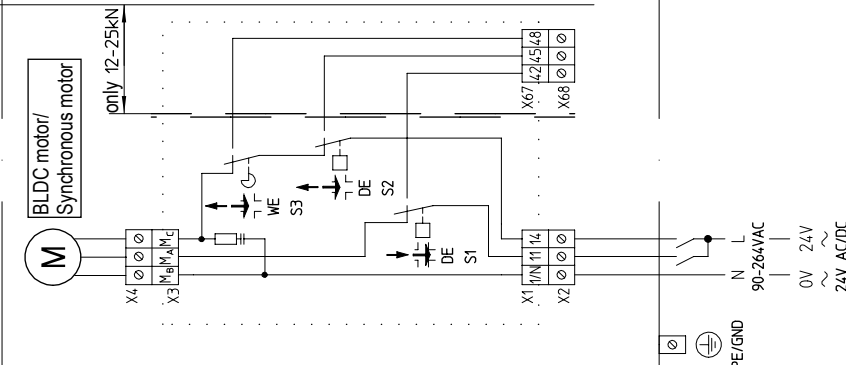 only 12-25kN
BLDC motor/
Synchronous motor
M
X4
X3
MB MA MC
X67
42 45 48
X68
WE
S3
DE
S2
DE
S1
X1
1/N 11 14
X2
N L
90-264VAC
0V 24V
~ ~
24V AC/DC
PE/GND